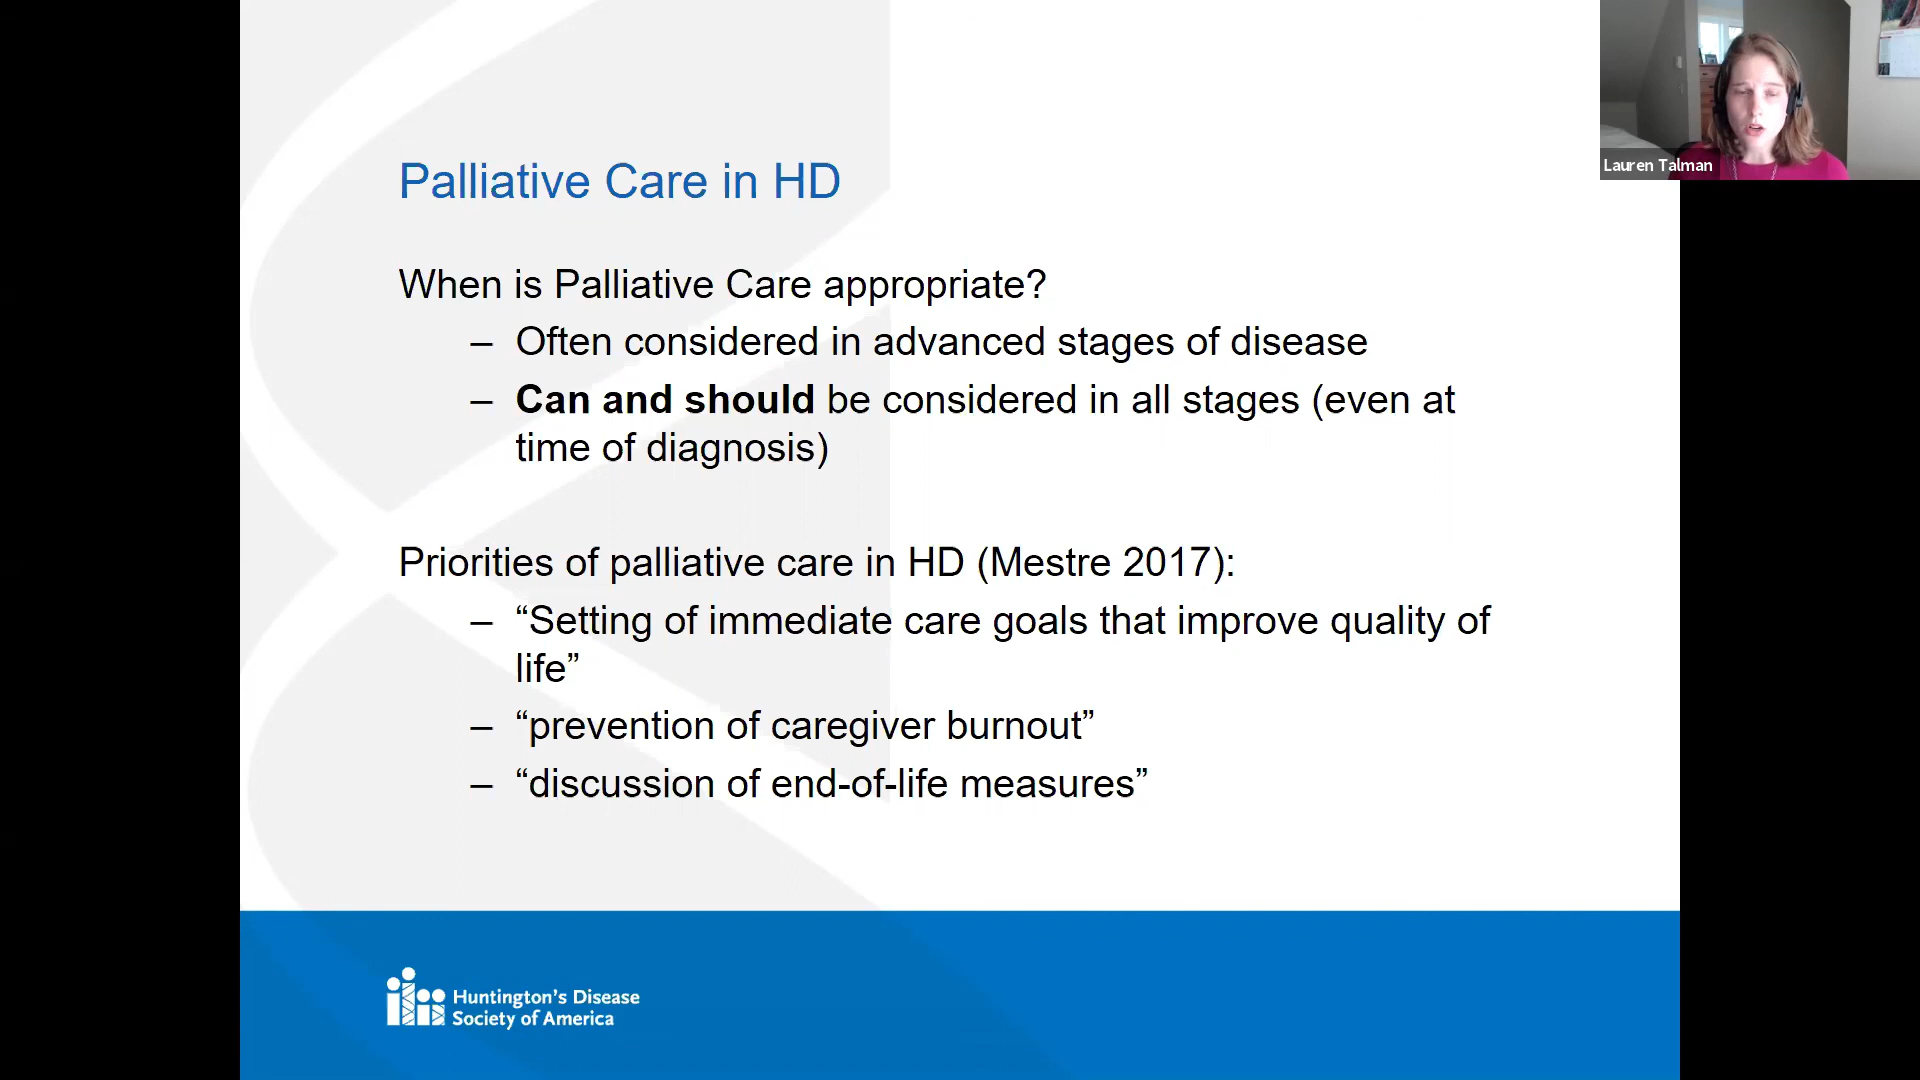 Lauren Talman
Palliative Care in HD
When is Palliative Care appropriate?
– Often considered in advanced stages of disease
– Can and should be considered in all stages (even at
time of diagnosis)
Priorities of palliative care in HD (Mestre 2017):
– “Setting of immediate care goals that improve quality of
life”
– “prevention of caregiver burnout”
– “discussion of end-of-life measures”
Huntington’s Disease
Society of America